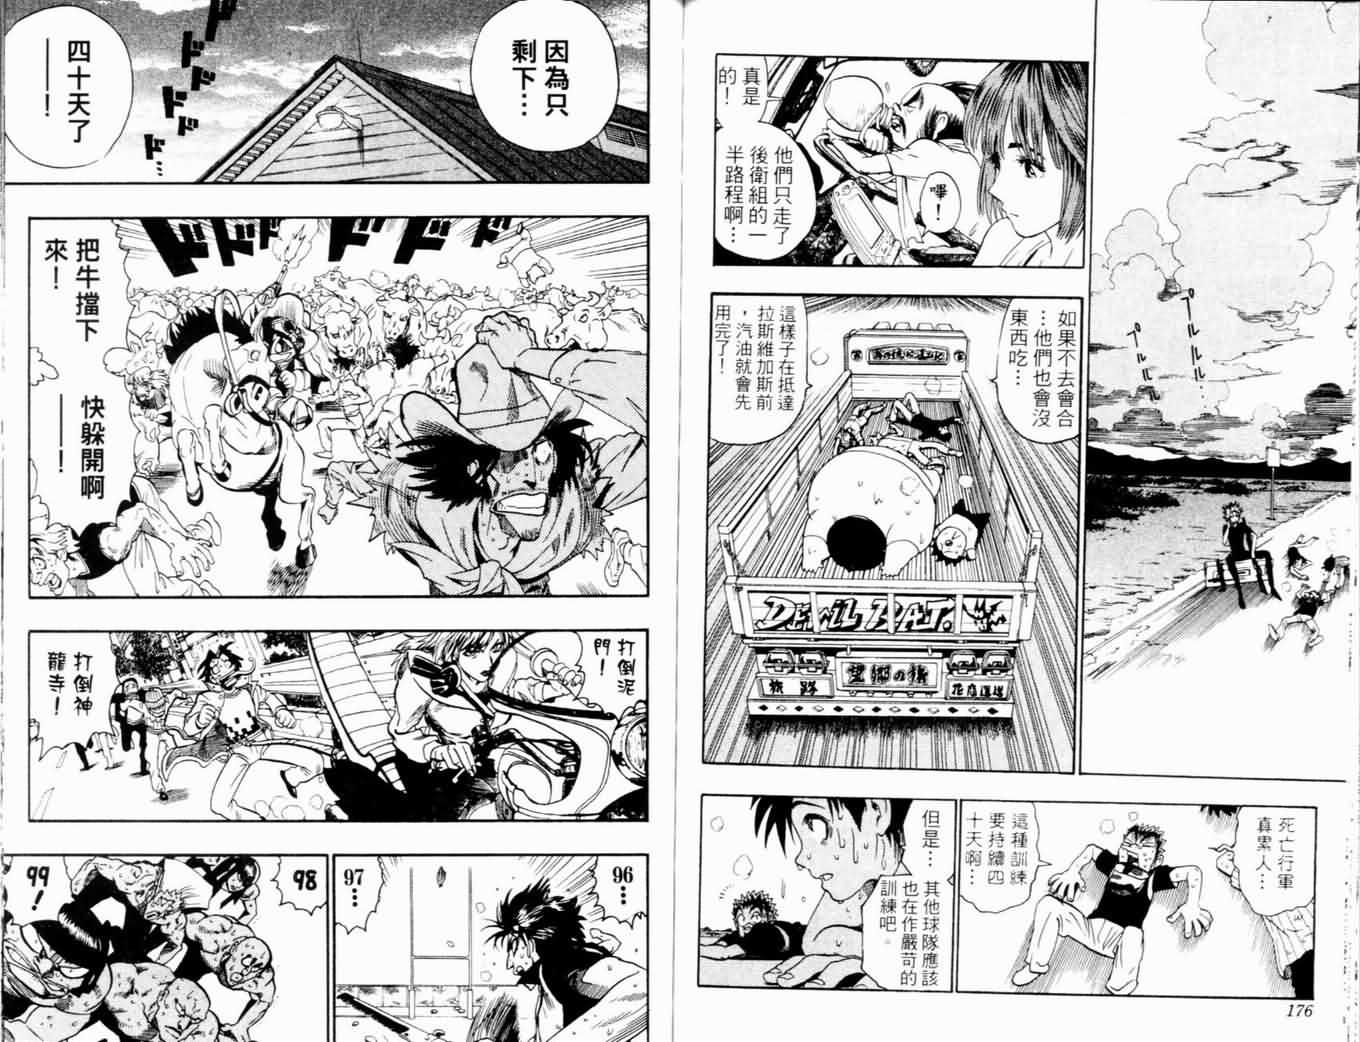 プルルル…
プルルル
真是
的！
嗶！
他們只走了
後衛組的一
半路程啊…
如果不去會合
…他們也會沒
東西吃…
這樣子在抵達
拉斯維加斯前
，汽油就會先
用完了！
DEVIL BAT.
望郷の旅
旅路
死亡行軍
真累人…
這種訓練
要持續四
十天啊…
但是…
其他球隊應該
也在作嚴苛的
訓練吧
176
因為只
剩下…
四十天了
——！
ドドドドド…
ドドドドド
把牛擋下
來！
快躲開啊
——！
打倒泥
門！
打倒神
龍寺！
96…
97…
98
99！